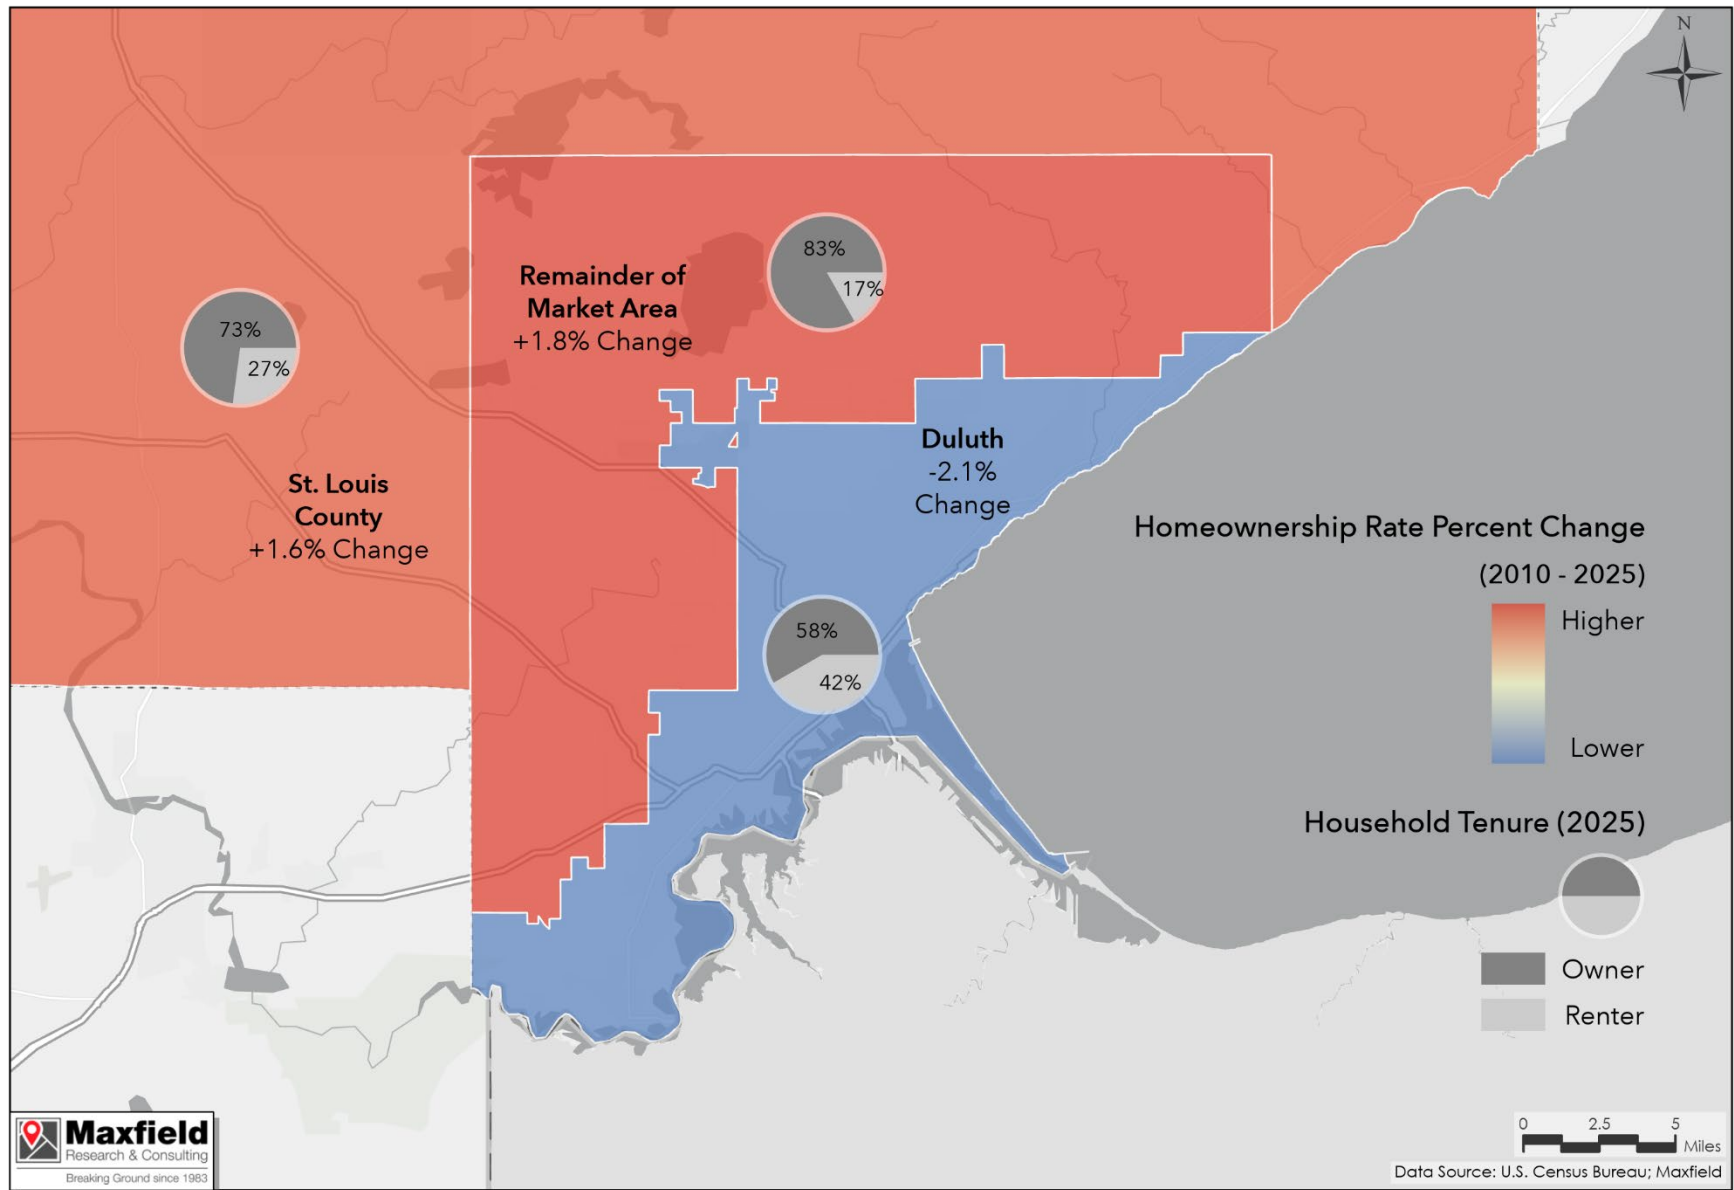 N
83%
17%
Remainder of
Market Area
+1.8% Change
73%
27%
Duluth
-2.1%
Change
St. Louis
County
+1.6% Change
58%
42%
Homeownership Rate Percent Change
(2010 - 2025)
Higher
Lower
Household Tenure (2025)
Owner
Renter
Maxfield
Research & Consulting
Breaking Ground since 1983
0 2.5 5
Miles
Data Source: U.S. Census Bureau; Maxfield